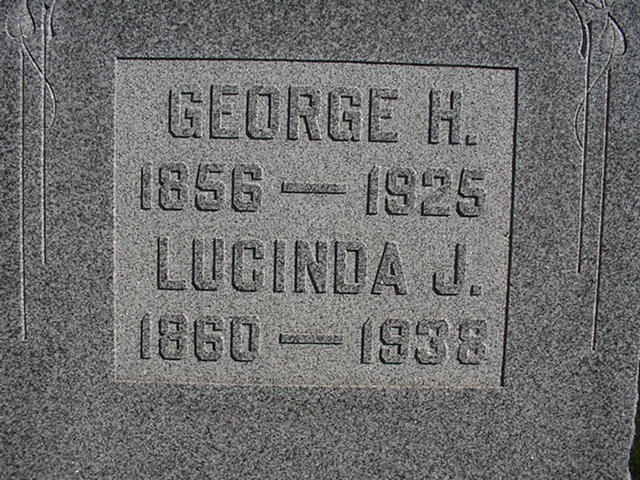 GEORGE H.
1856 — 1925
LUCINDA J.
1860 — 1938